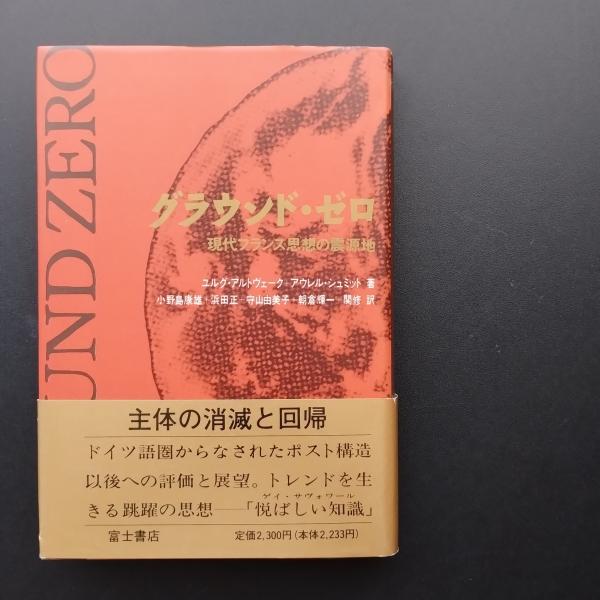 UND ZERO
グラウンド・ゼロ
現代フランス思想の震源地
ユルグ・アルトヴェーク+アウレル・シュミット 著
小野島康雄+浜田正+守山由美子+朝倉輝一 関修 訳
主体の消滅と回帰
ドイツ語圏からなされたポスト構造
以後への評価と展望。トレンドを生
ゲイ・サヴォワール
きる跳躍の思想——「悦ばしい知識」
富士書店 定価2,300円(本体2,233円)